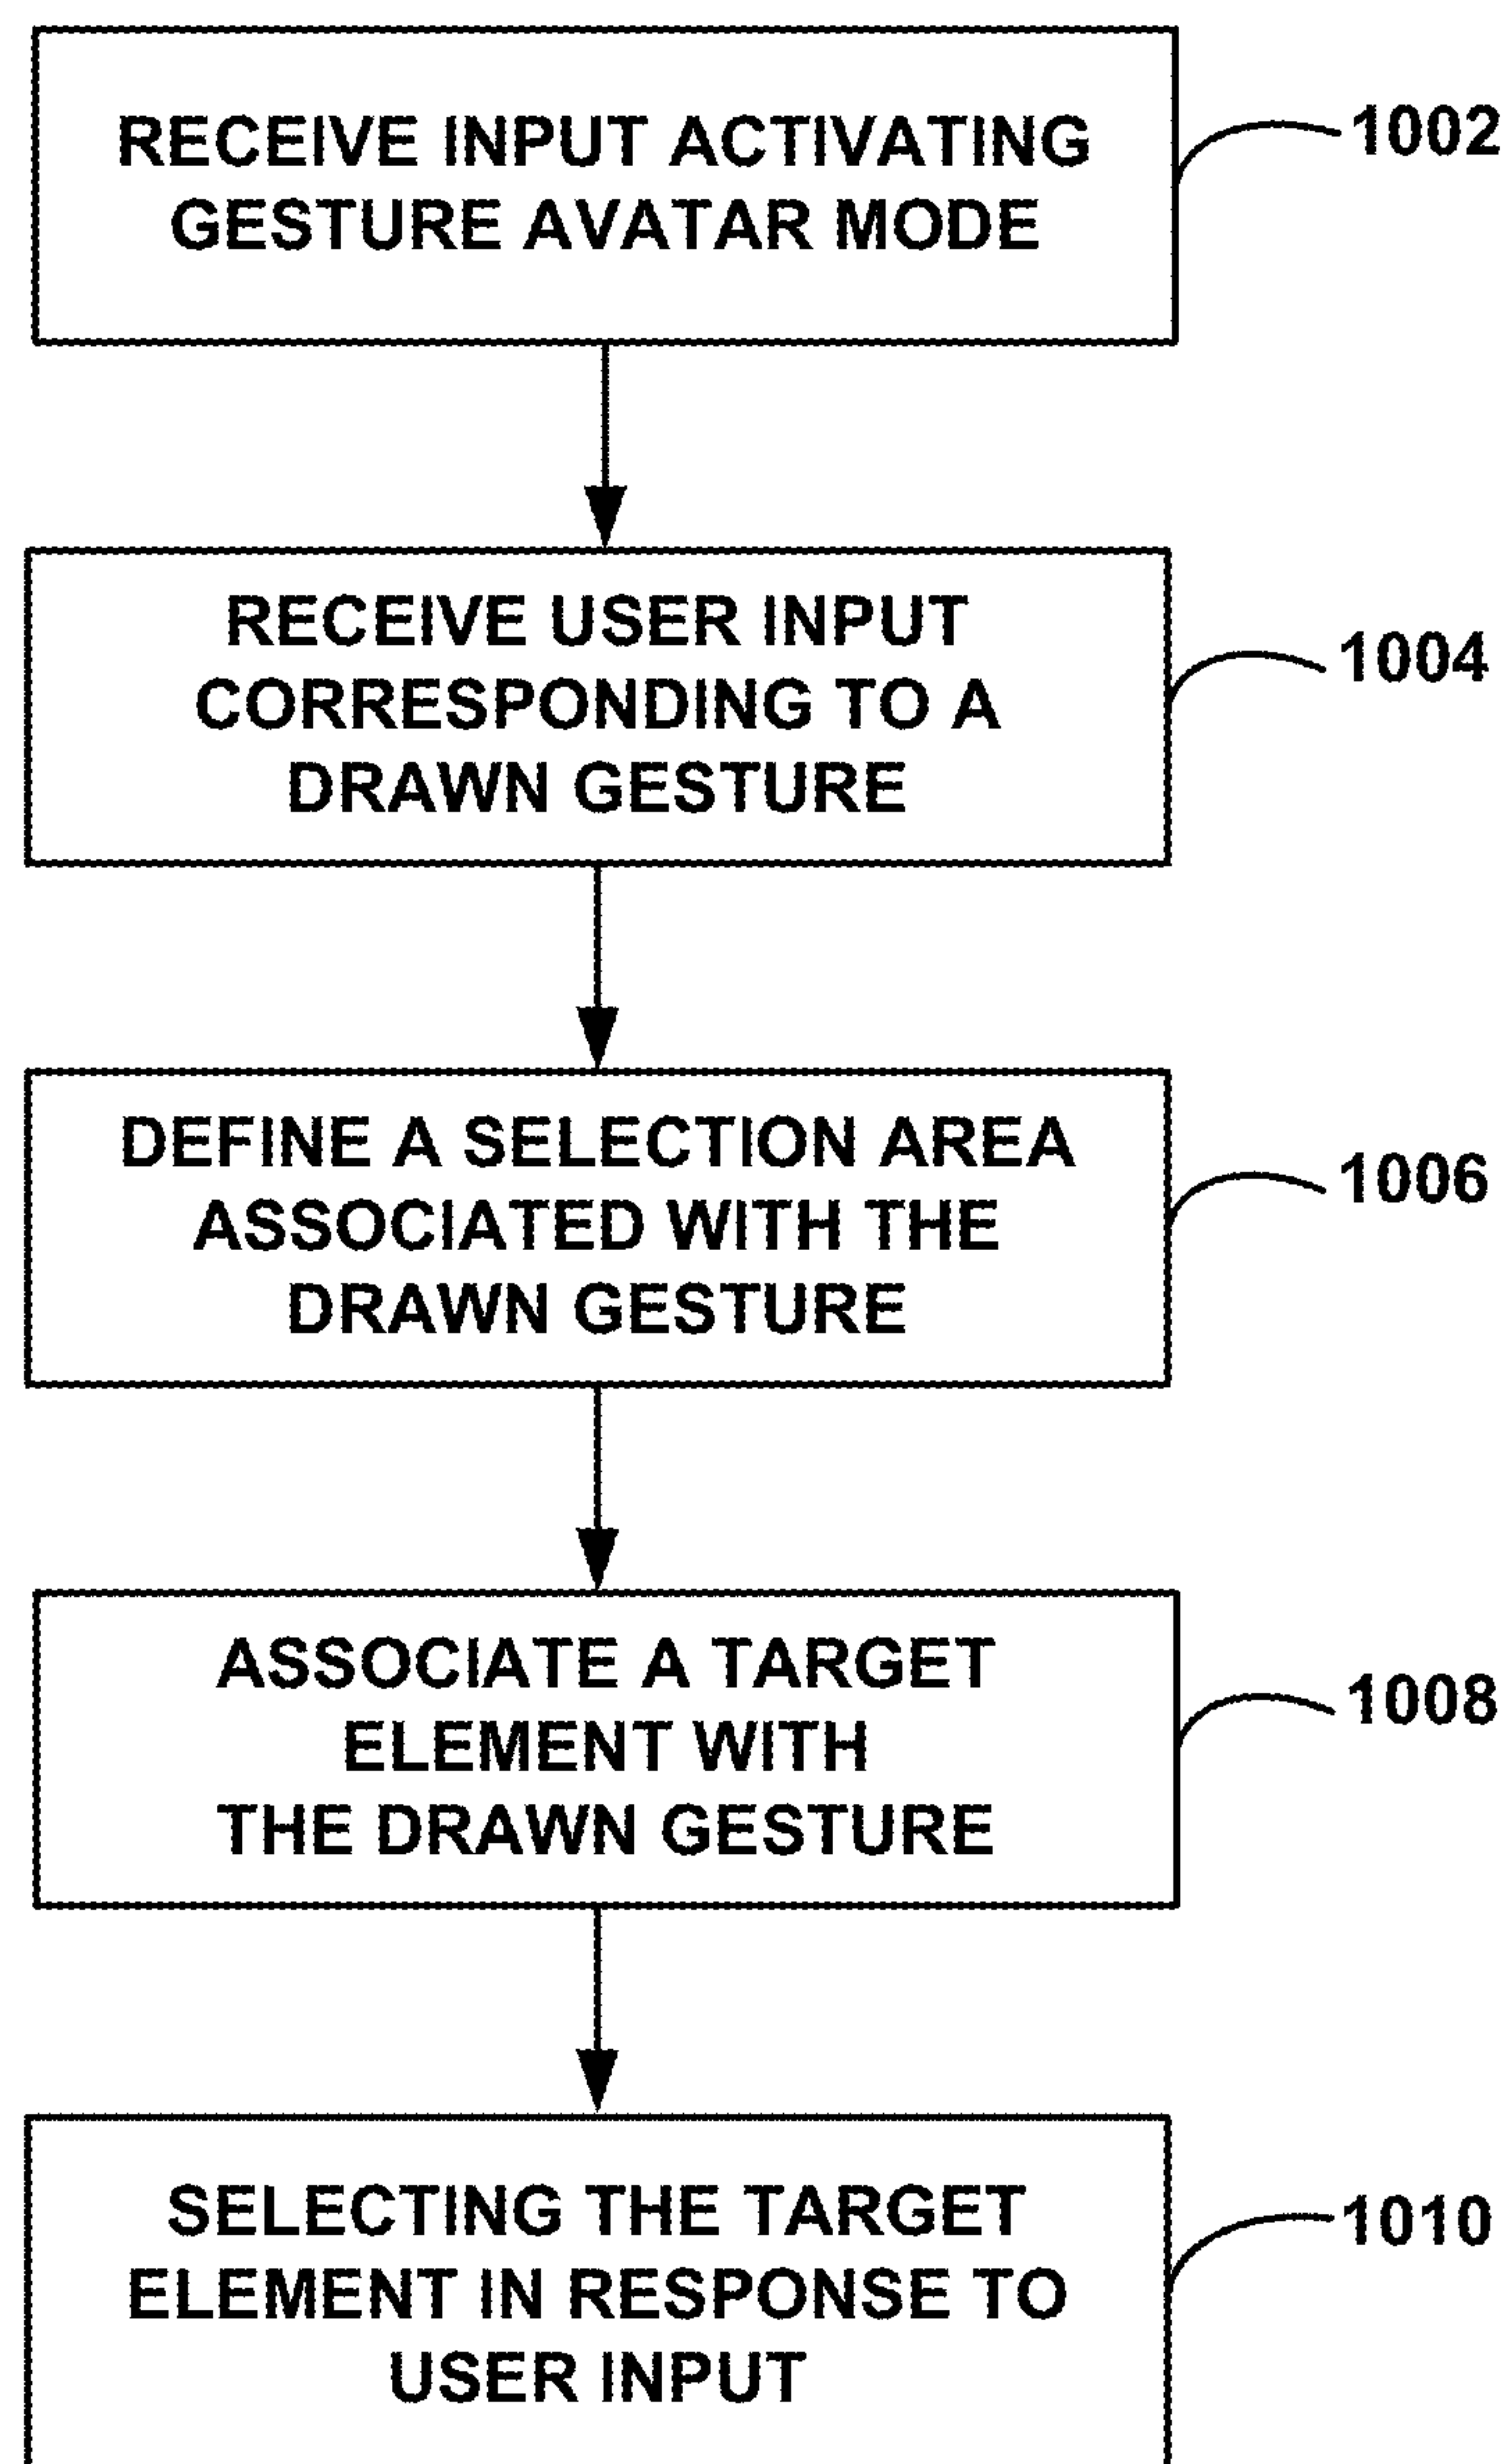 RECEIVE INPUT ACTIVATING
GESTURE AVATAR MODE
1002
RECEIVE USER INPUT
CORRESPONDING TO A
DRAWN GESTURE
1004
DEFINE A SELECTION AREA
ASSOCIATED WITH THE
DRAWN GESTURE
1006
ASSOCIATE A TARGET
ELEMENT WITH
THE DRAWN GESTURE
1008
SELECTING THE TARGET
ELEMENT IN RESPONSE TO
USER INPUT
1010